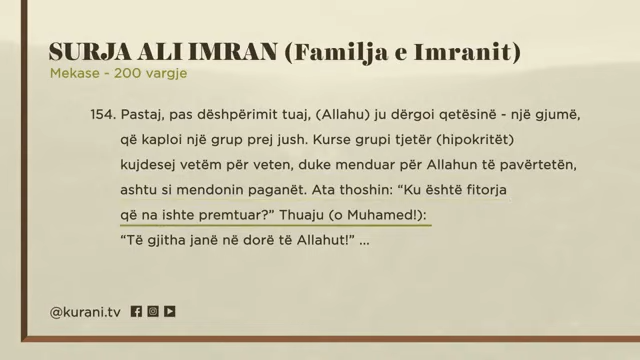 SURJA ALI IMRAN (Familja e Imranit)
Mekase - 200 vargje
154. Pastaj, pas dëshpërimit tuaj, (Allahu) ju dërgoi qetësinë - një gjumë,
që kaploi një grup prej jush. Kurse grupi tjetër (hipokritët)
kujdesej vetëm për veten, duke menduar për Allahun të pavërtetën,
ashtu si mendonin paganët. Ata thoshin: “Ku është fitorja
që na ishte premtuar?” Thuaju (o Muhamed!):
“Të gjitha janë në dorë të Allahut!” ...
@kurani.tv